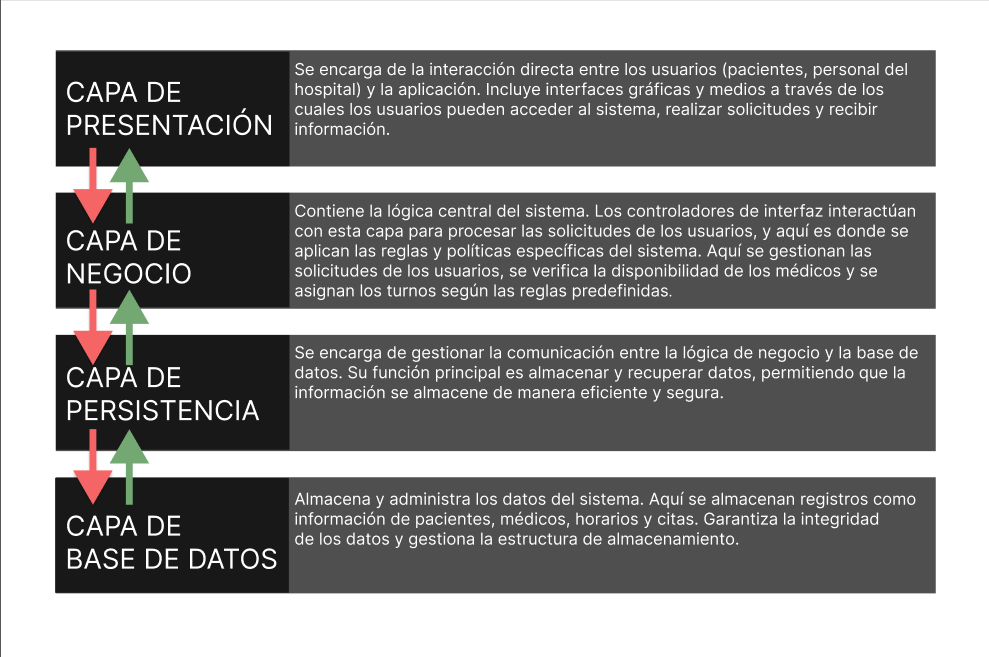 CAPA DE
PRESENTACIÓN
Se encarga de la interacción directa entre los usuarios (pacientes, personal del
hospital) y la aplicación. Incluye interfaces gráficas y medios a través de los
cuales los usuarios pueden acceder al sistema, realizar solicitudes y recibir
información.
CAPA DE
NEGOCIO
Contiene la lógica central del sistema. Los controladores de interfaz interactúan
con esta capa para procesar las solicitudes de los usuarios, y aquí es donde se
aplican las reglas y políticas específicas del sistema. Aquí se gestionan las
solicitudes de los usuarios, se verifica la disponibilidad de los médicos y se
asignan los turnos según las reglas predefinidas.
CAPA DE
PERSISTENCIA
Se encarga de gestionar la comunicación entre la lógica de negocio y la base de
datos. Su función principal es almacenar y recuperar datos, permitiendo que la
información se almacene de manera eficiente y segura.
CAPA DE
BASE DE DATOS
Almacena y administra los datos del sistema. Aquí se almacenan registros como
información de pacientes, médicos, horarios y citas. Garantiza la integridad
de los datos y gestiona la estructura de almacenamiento.